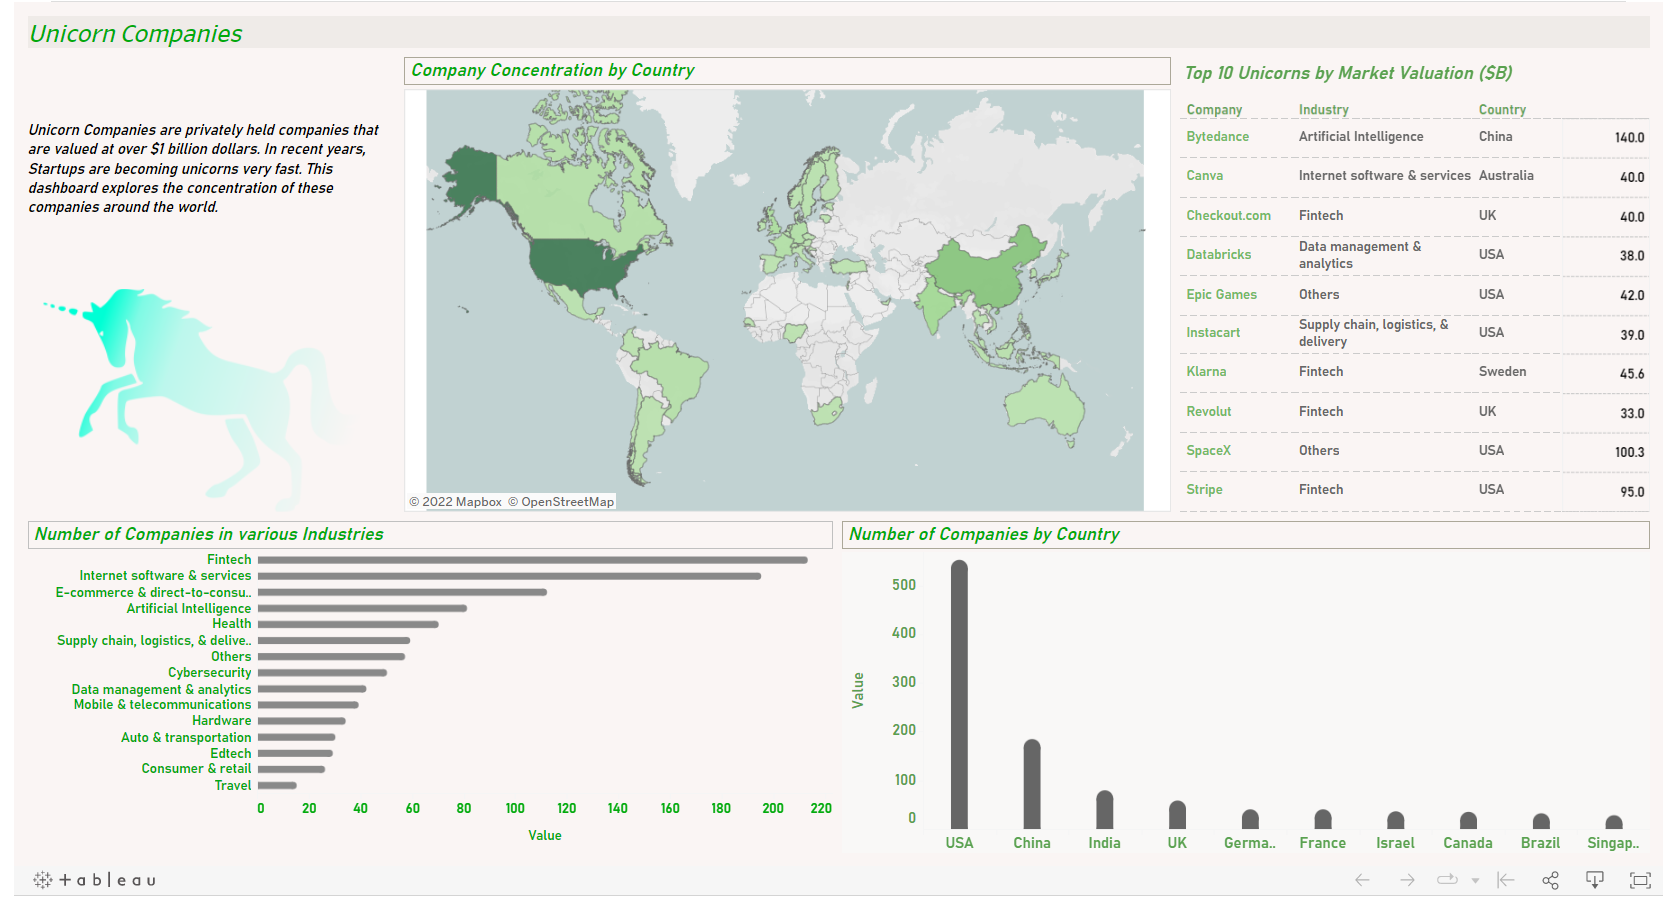 Unicorn Companies
Unicorn Companies are privately held companies that
are valued at over $1 billion dollars. In recent years,
Startups are becoming unicorns very fast. This
dashboard explores the concentration of these
companies around the world.
Company Concentration by Country
© 2022 Mapbox © OpenStreetMap
Top 10 Unicorns by Market Valuation ($B)
Company Industry Country
Bytedance Artificial Intelligence China 140.0
Canva Internet software & services Australia 40.0
Checkout.com Fintech UK 40.0
Databricks Data management &
analytics USA 38.0
Epic Games Others USA 42.0
Instacart Supply chain, logistics, &
delivery USA 39.0
Klarna Fintech Sweden 45.6
Revolut Fintech UK 33.0
SpaceX Others USA 100.3
Stripe Fintech USA 95.0
Number of Companies in various Industries
Fintech
Internet software & services
E-commerce & direct-to-consu..
Artificial Intelligence
Health
Supply chain, logistics, & delive..
Others
Cybersecurity
Data management & analytics
Mobile & telecommunications
Hardware
Auto & transportation
Edtech
Consumer & retail
Travel
0 20 40 60 80 100 120 140 160 180 200 220
Value
Number of Companies by Country
Value
500
400
300
200
100
0
USA China India UK Germa.. France Israel Canada Brazil Singap..
+ableau